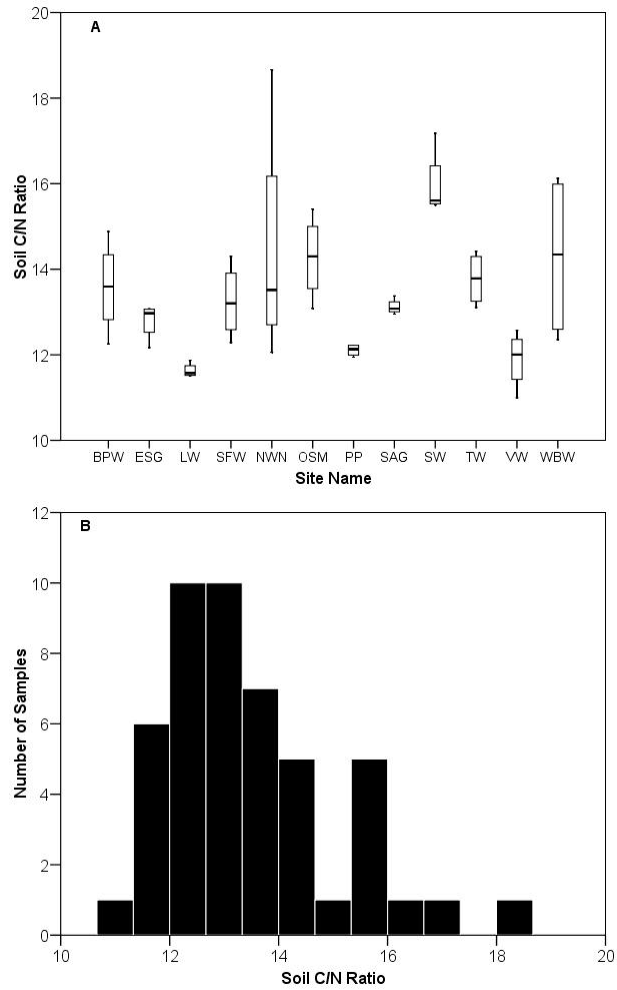 A
20
18
16
14
12
10
Soil C/N Ratio
BPW ESG LW SFW NWN OSM PP SAG SW TW VW WBW
Site Name
B
12
10
8
6
4
2
0
Number of Samples
10 12 14 16 18 20
Soil C/N Ratio